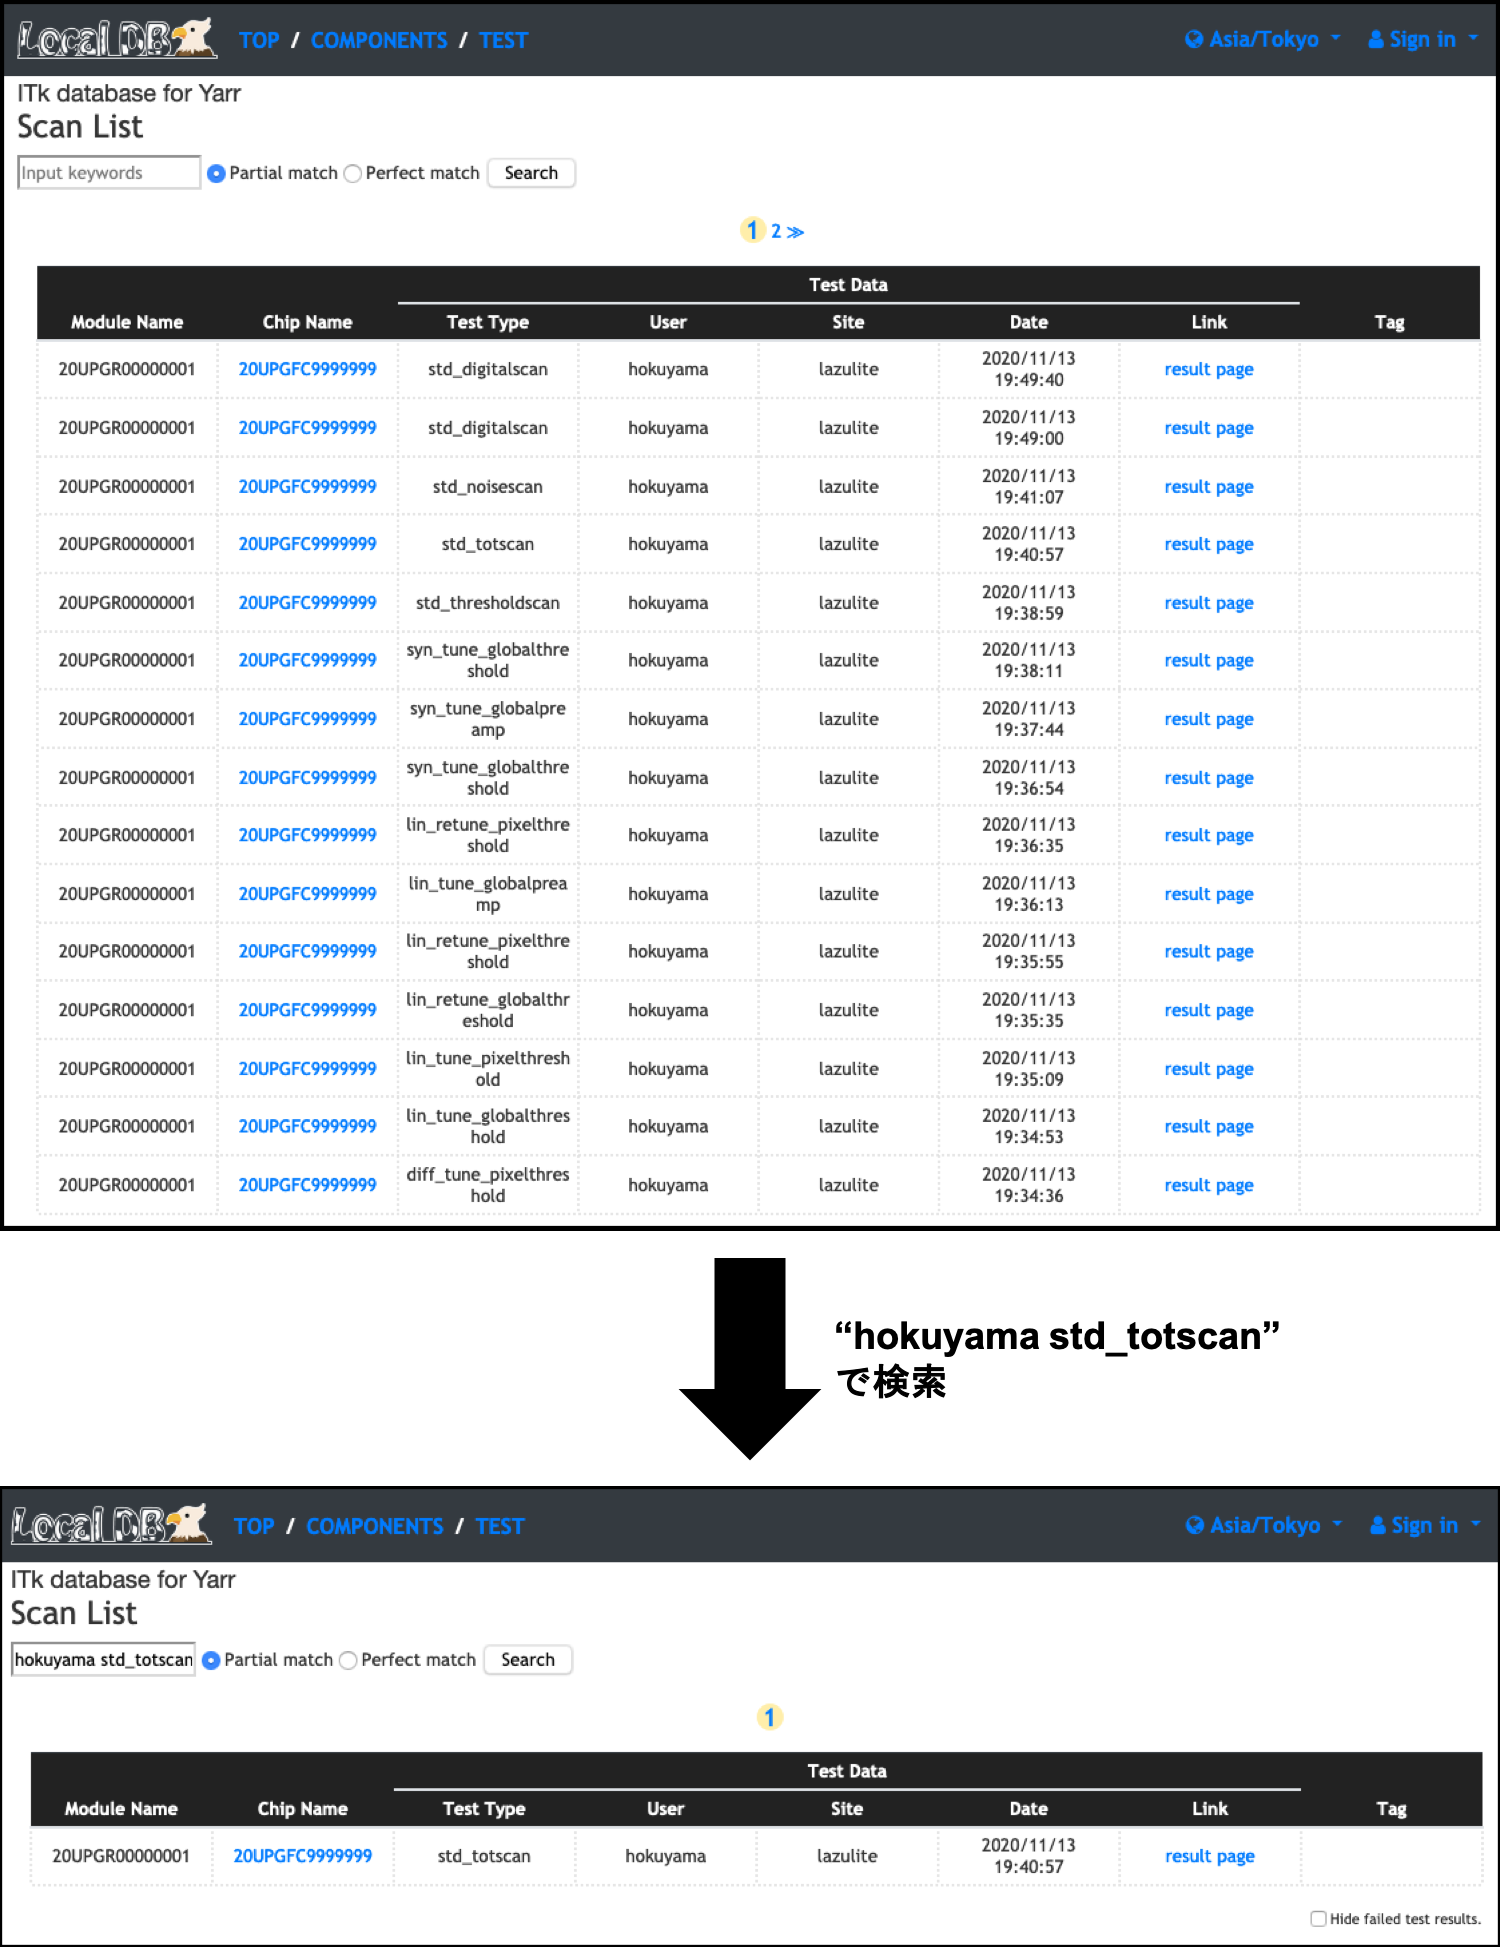 Local DB TOP / COMPONENTS / TEST Asia/Tokyo Sign in
ITk database for Yarr
Scan List
Input keywords Partial match Perfect match Search
1 2 ≫
Test Data
Module Name Chip Name Test Type User Site Date Link Tag
20UPGR00000001 20UPGFC9999999 std_digitalscan hokuyama lazulite 2020/11/13 19:49:40 result page
20UPGR00000001 20UPGFC9999999 std_digitalscan hokuyama lazulite 2020/11/13 19:49:00 result page
20UPGR00000001 20UPGFC9999999 std_noisescan hokuyama lazulite 2020/11/13 19:41:07 result page
20UPGR00000001 20UPGFC9999999 std_totscan hokuyama lazulite 2020/11/13 19:40:57 result page
20UPGR00000001 20UPGFC9999999 std_thresholdscan hokuyama lazulite 2020/11/13 19:38:59 result page
20UPGR00000001 20UPGFC9999999 syn_tune_globalthreshold hokuyama lazulite 2020/11/13 19:38:11 result page
20UPGR00000001 20UPGFC9999999 syn_tune_globalpreamp hokuyama lazulite 2020/11/13 19:37:44 result page
20UPGR00000001 20UPGFC9999999 syn_tune_globalthreshold hokuyama lazulite 2020/11/13 19:36:54 result page
20UPGR00000001 20UPGFC9999999 lin_retune_pixelthreshold hokuyama lazulite 2020/11/13 19:36:35 result page
20UPGR00000001 20UPGFC9999999 lin_tune_globalpreamp hokuyama lazulite 2020/11/13 19:36:13 result page
20UPGR00000001 20UPGFC9999999 lin_retune_pixelthreshold hokuyama lazulite 2020/11/13 19:35:55 result page
20UPGR00000001 20UPGFC9999999 lin_retune_globalthreshold hokuyama lazulite 2020/11/13 19:35:35 result page
20UPGR00000001 20UPGFC9999999 lin_tune_pixelthreshold hokuyama lazulite 2020/11/13 19:35:09 result page
20UPGR00000001 20UPGFC9999999 lin_tune_globalthreshold hokuyama lazulite 2020/11/13 19:34:53 result page
20UPGR00000001 20UPGFC9999999 diff_tune_pixelthreshold hokuyama lazulite 2020/11/13 19:34:36 result page
“hokuyama std_totscan”
で検索
Local DB TOP / COMPONENTS / TEST Asia/Tokyo Sign in
ITk database for Yarr
Scan List
hokuyama std_totscan Partial match Perfect match Search
1
Test Data
Module Name Chip Name Test Type User Site Date Link Tag
20UPGR00000001 20UPGFC9999999 std_totscan hokuyama lazulite 2020/11/13 19:40:57 result page
Hide failed test results.